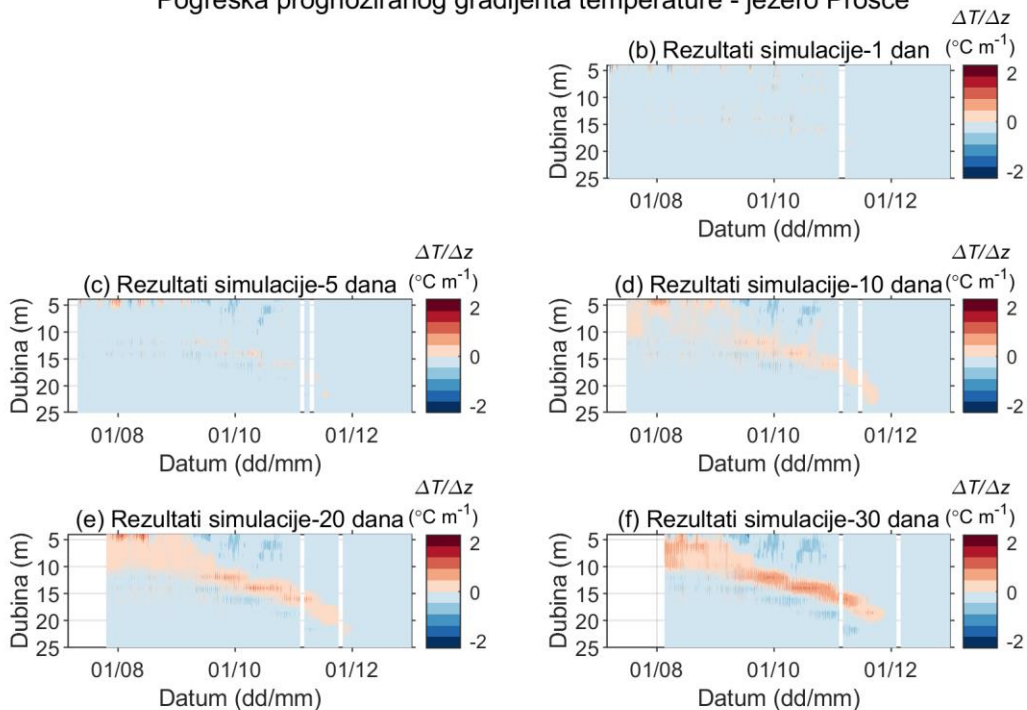 Pogreška prognoziranog gradijenta temperature - jezero Prošće
(b) Rezultati simulacije-1 dan
ΔT/Δz
(°C m⁻¹)
Dubina (m)
5
10
15
20
25
01/08 01/10 01/12
Datum (dd/mm)
2
0
-2
(c) Rezultati simulacije-5 dana
ΔT/Δz
(°C m⁻¹)
Dubina (m)
5
10
15
20
25
01/08 01/10 01/12
Datum (dd/mm)
2
0
-2
(d) Rezultati simulacije-10 dana
ΔT/Δz
(°C m⁻¹)
Dubina (m)
5
10
15
20
25
01/08 01/10 01/12
Datum (dd/mm)
2
0
-2
(e) Rezultati simulacije-20 dana
ΔT/Δz
(°C m⁻¹)
Dubina (m)
5
10
15
20
25
01/08 01/10 01/12
Datum (dd/mm)
2
0
-2
(f) Rezultati simulacije-30 dana
ΔT/Δz
(°C m⁻¹)
Dubina (m)
5
10
15
20
25
01/08 01/10 01/12
Datum (dd/mm)
2
0
-2